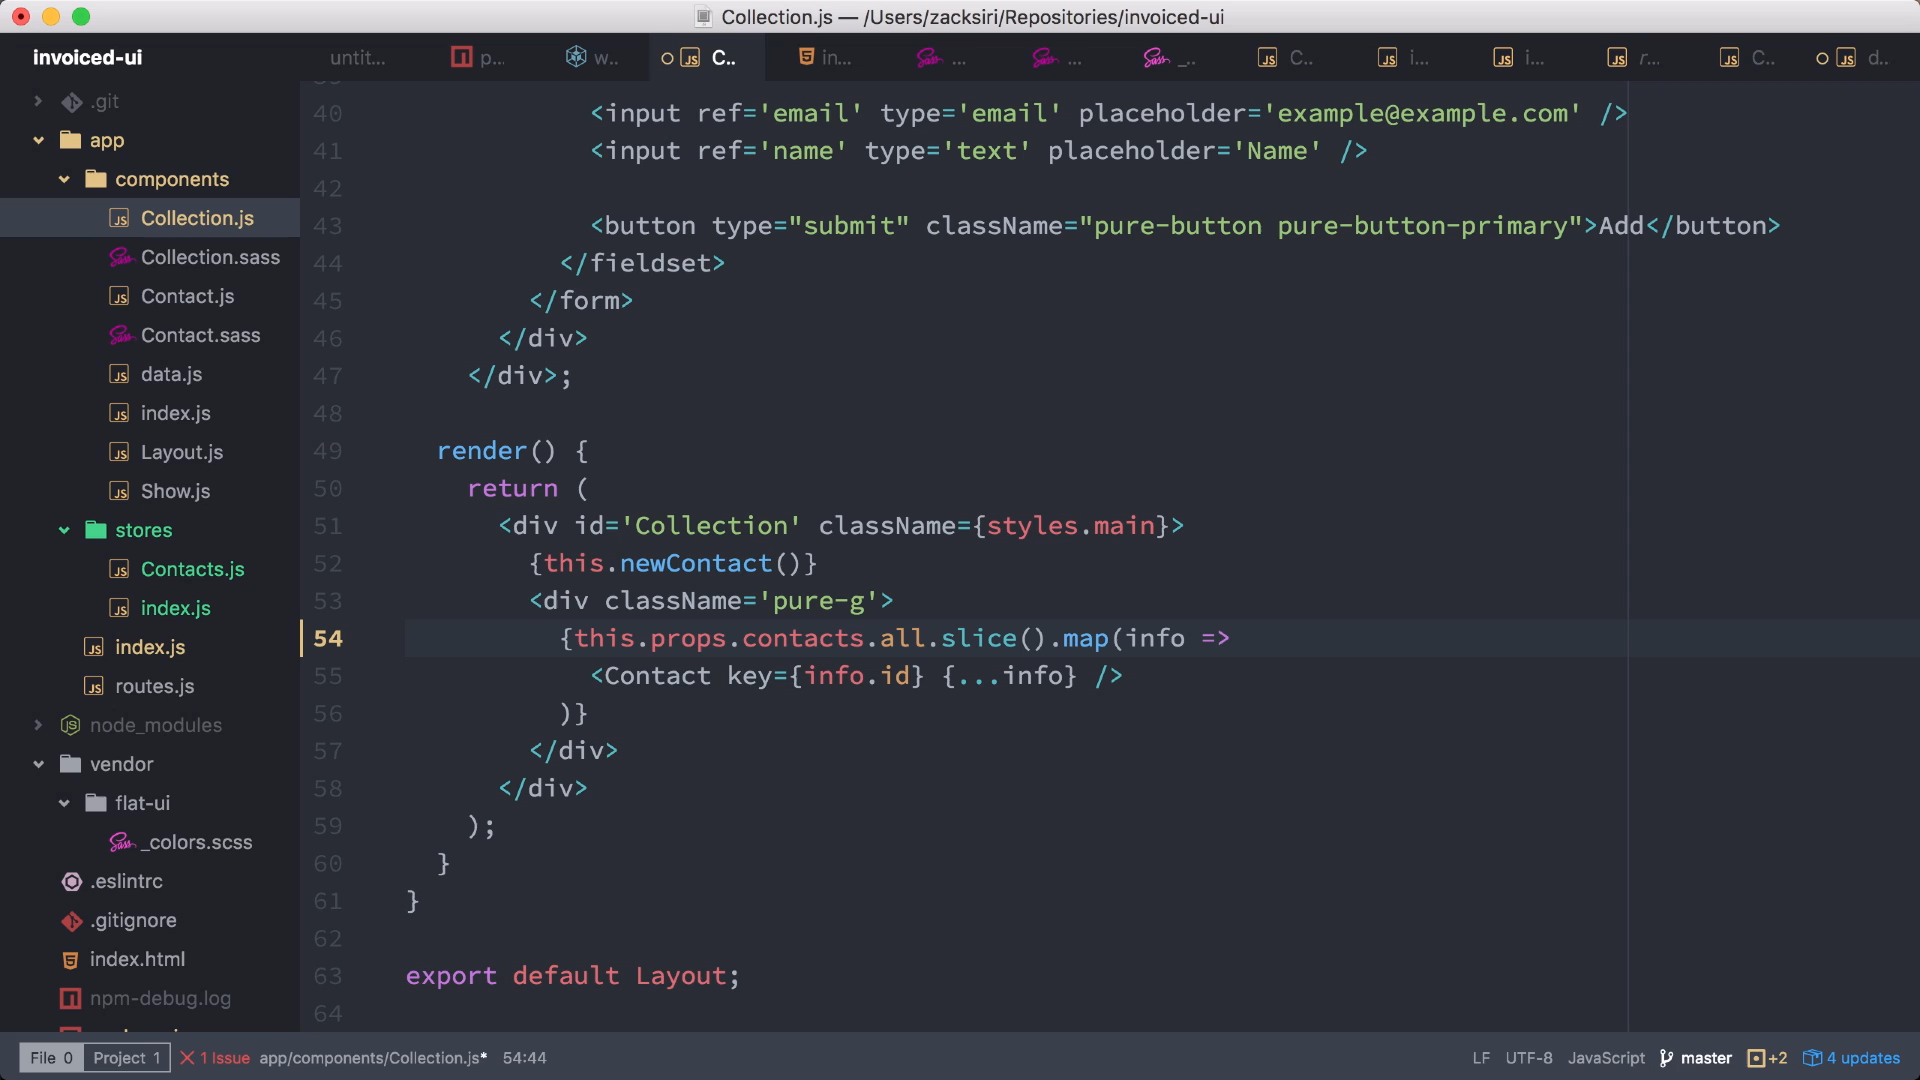 Collection.js — /Users/zacksiri/Repositories/invoiced-ui
invoiced-ui
untit...
p...
w...
C..
in...
...
...
_..
C..
i...
i...
r...
C..
d..
.git
app
components
Collection.js
Collection.sass
Contact.js
Contact.sass
data.js
index.js
Layout.js
Show.js
stores
Contacts.js
index.js
index.js
routes.js
node_modules
vendor
flat-ui
_colors.scss
.eslintrc
.gitignore
index.html
npm-debug.log
40 <input ref='email' type='email' placeholder='example@example.com' />
41 <input ref='name' type='text' placeholder='Name' />
42
43 <button type="submit" className="pure-button pure-button-primary">Add</button>
44 </fieldset>
45 </form>
46 </div>
47 </div>;
48
49 render() {
50 return (
51 <div id='Collection' className={styles.main}>
52 {this.newContact()}
53 <div className='pure-g'>
54 {this.props.contacts.all.slice().map(info =>
55 <Contact key={info.id} {...info} />
56 )}
57 </div>
58 </div>
59 );
60 }
61 }
62
63 export default Layout;
64
File 0 Project 1 1 Issue app/components/Collection.js* 54:44 LF UTF-8 JavaScript master +2 4 updates